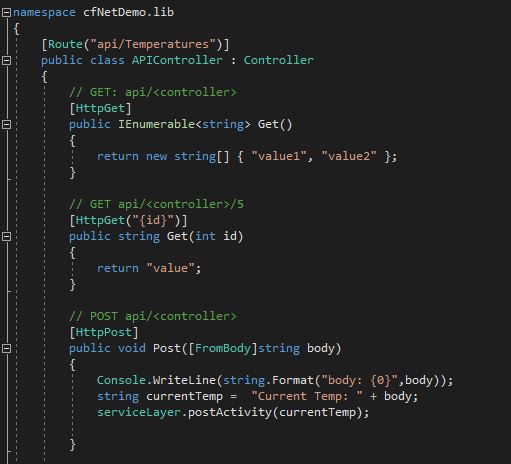 namespace cfNetDemo.lib
{
[Route("api/Temperatures")]
public class APIController : Controller
{
// GET: api/<controller>
[HttpGet]
public IEnumerable<string> Get()
{
return new string[] { "value1", "value2" };
}
// GET api/<controller>/5
[HttpGet("{id}")]
public string Get(int id)
{
return "value";
}
// POST api/<controller>
[HttpPost]
public void Post([FromBody]string body)
{
Console.WriteLine(string.Format("body: {0}",body));
string currentTemp =  "Current Temp: " + body;
serviceLayer.postActivity(currentTemp);
}